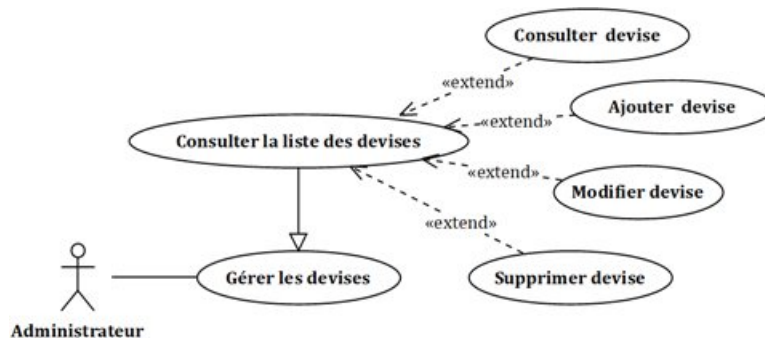 Consulter devise
«extend»
Ajouter devise
«extend»
Consulter la liste des devises
«extend»
Modifier devise
«extend»
Gérer les devises
Supprimer devise
Administrateur